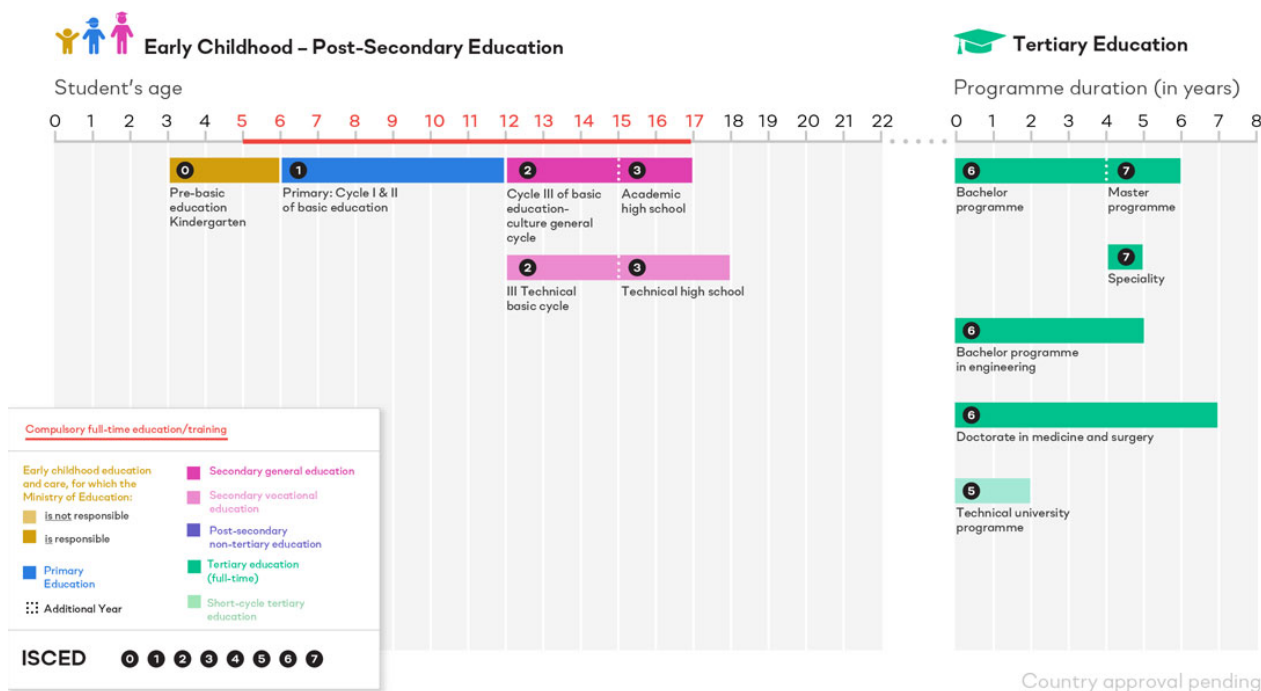 Early Childhood – Post-Secondary Education
Tertiary Education
Student's age
Programme duration (in years)
0 1 2 3 4 5 6 7 8 9 10 11 12 13 14 15 16 17 18 19 20 21 22
0 1 2 3 4 5 6 7 8
0
Pre-basic
education
Kindergarten
1
Primary: Cycle I & II
of basic education
2
Cycle III of basic
education-
culture general
cycle
3
Academic
high school
2
III Technical
basic cycle
3
Technical high school
6
Bachelor
programme
7
Master
programme
7
Speciality
6
Bachelor programme
in engineering
6
Doctorate in medicine and surgery
5
Technical university
programme
Compulsory full-time education/training
Early childhood education
and care, for which the
Ministry of Education:
is not responsible
is responsible
Primary
Education
Additional Year
Secondary general education
Secondary vocational
education
Post-secondary
non-tertiary education
Tertiary education
(full-time)
Short-cycle tertiary
education
ISCED 0 1 2 3 4 5 6 7
Country approval pending